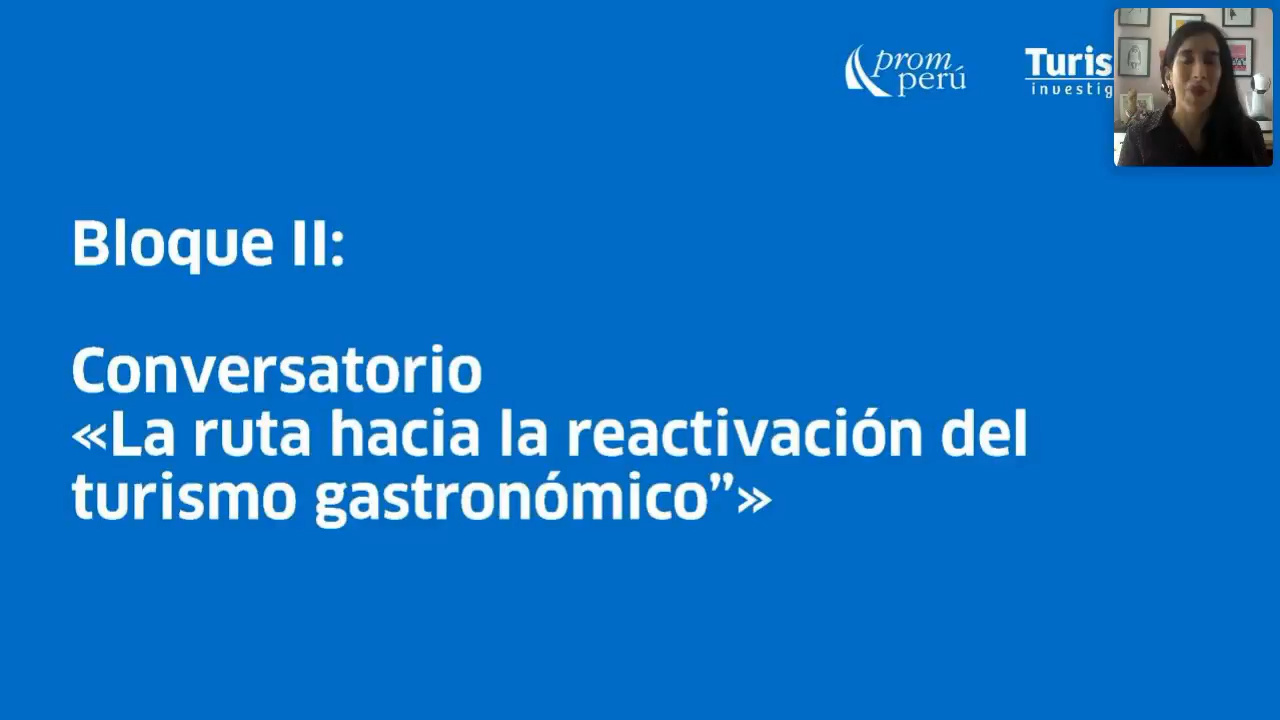 prom
perú
Turis
investig
Bloque II:
Conversatorio
«La ruta hacia la reactivación del
turismo gastronómico”»